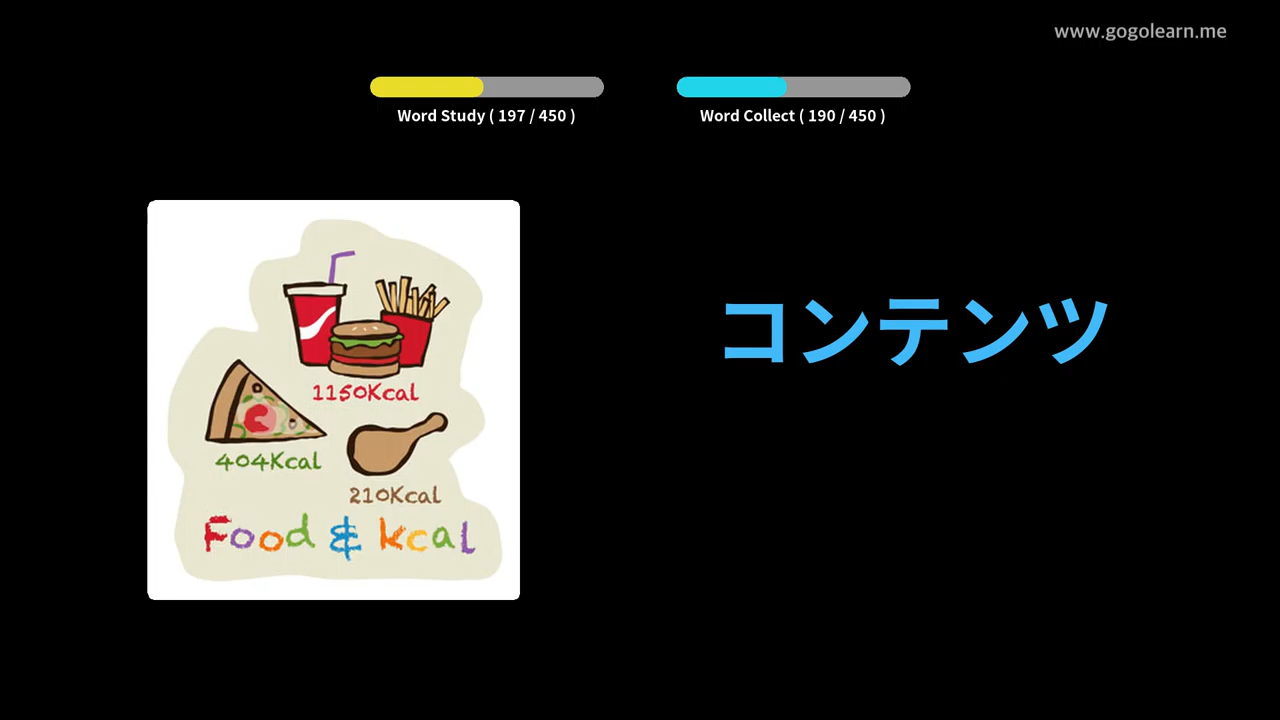 www.gogolearn.me
Word Study ( 197 / 450 )
Word Collect ( 190 / 450 )
1150Kcal
404Kcal
210Kcal
Food & kcal
コンテンツ